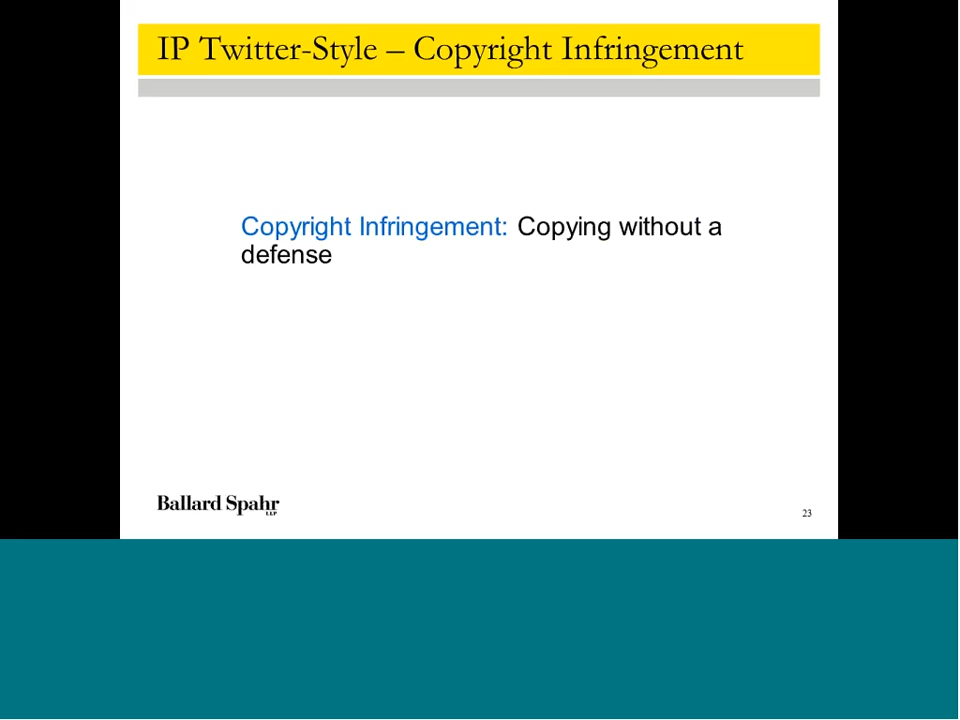 IP Twitter-Style – Copyright Infringement
Copyright Infringement: Copying without a
defense
Ballard Spahr
LLP
23